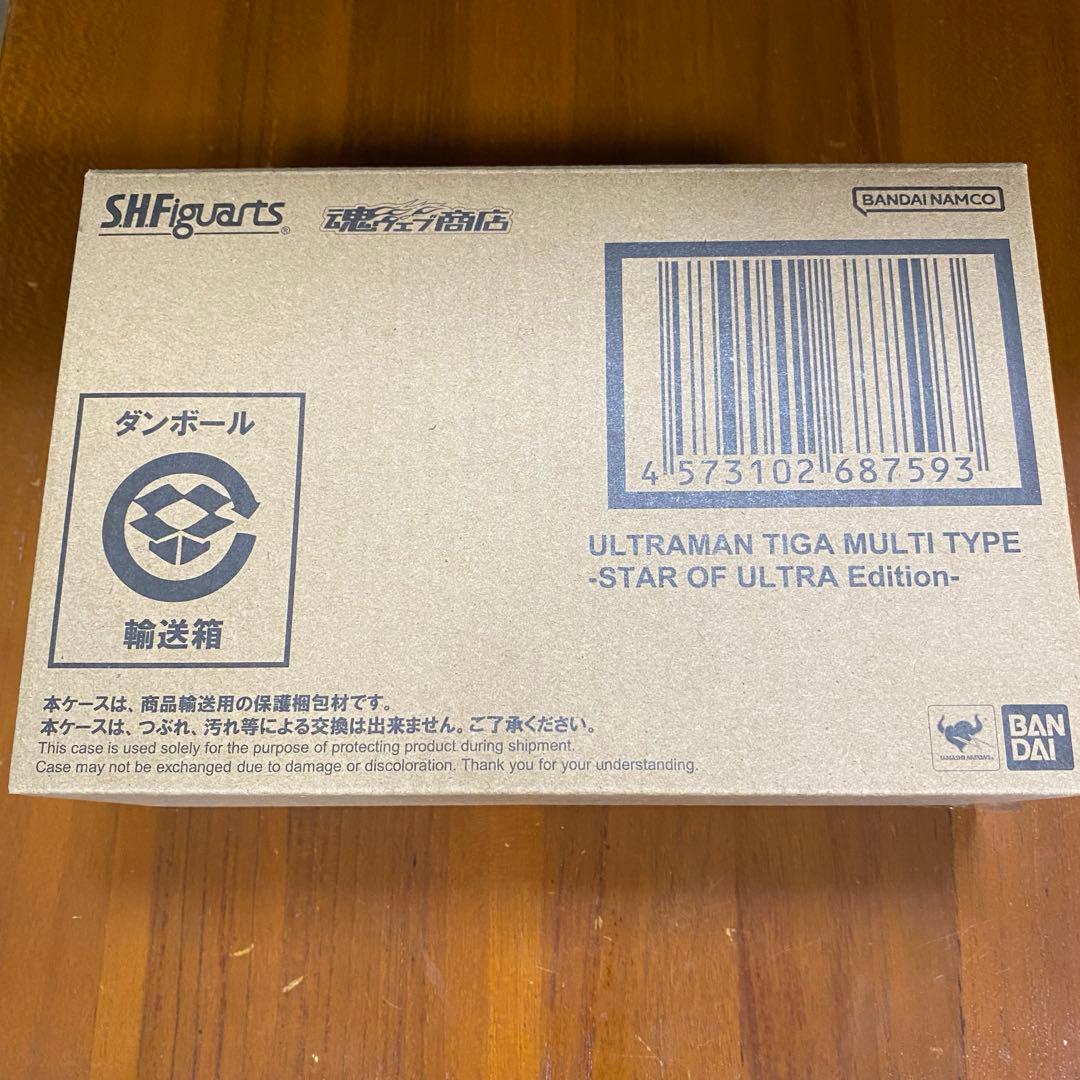 S.H.Figuarts®
魂ウェブ商店
BANDAI NAMCO
4 573102 687593
ULTRAMAN TIGA MULTI TYPE
-STAR OF ULTRA Edition-
ダンボール
輸送箱
本ケースは、商品輸送用の保護梱包材です。
本ケースは、つぶれ、汚れ等による交換は出来ません。ご了承ください。
This case is used solely for the purpose of protecting product during shipment.
Case may not be exchanged due to damage or discoloration. Thank you for your understanding.
TAMASHII NATIONS
BAN
DAI